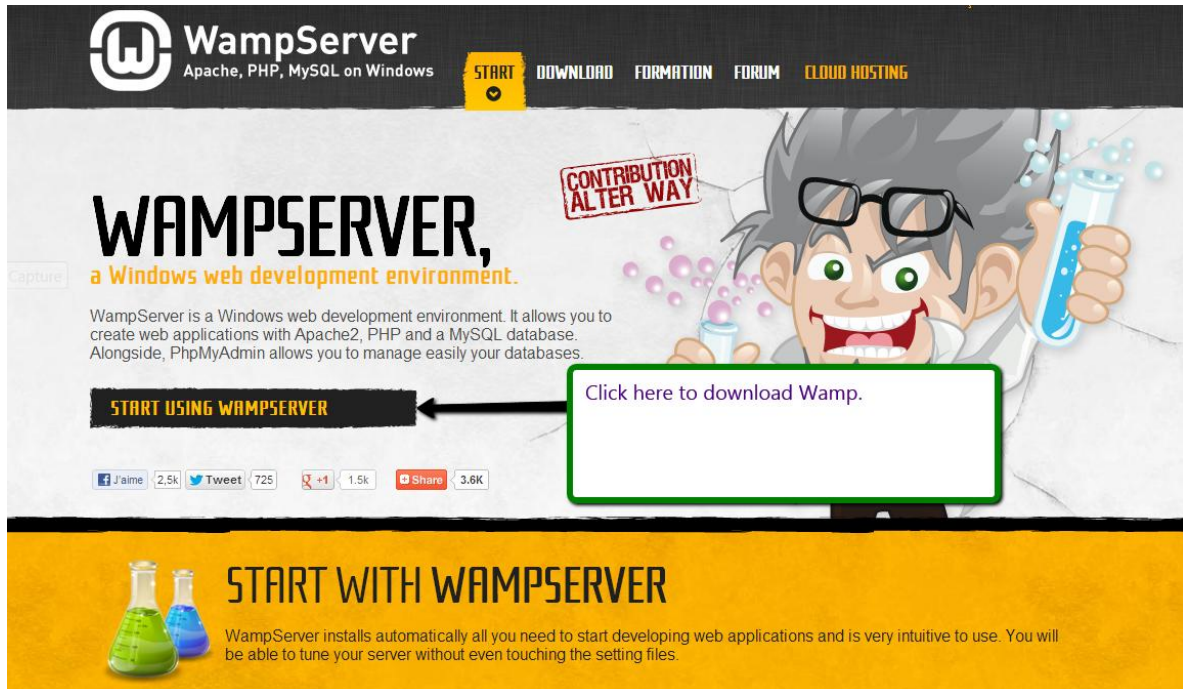 WampServer
Apache, PHP, MySQL on Windows
START
DOWNLOAD
FORMATION
FORUM
CLOUD HOSTING
CONTRIBUTION
ALTER WAY
WAMPSERVER,
Capture
a Windows web development environment.
WampServer is a Windows web development environment. It allows you to
create web applications with Apache2, PHP and a MySQL database.
Alongside, PhpMyAdmin allows you to manage easily your databases.
START USING WAMPSERVER
Click here to download Wamp.
J'aime 2,5k Tweet 725 +1 1.5k Share 3.6K
START WITH WAMPSERVER
WampServer installs automatically all you need to start developing web applications and is very intuitive to use. You will
be able to tune your server without even touching the setting files.